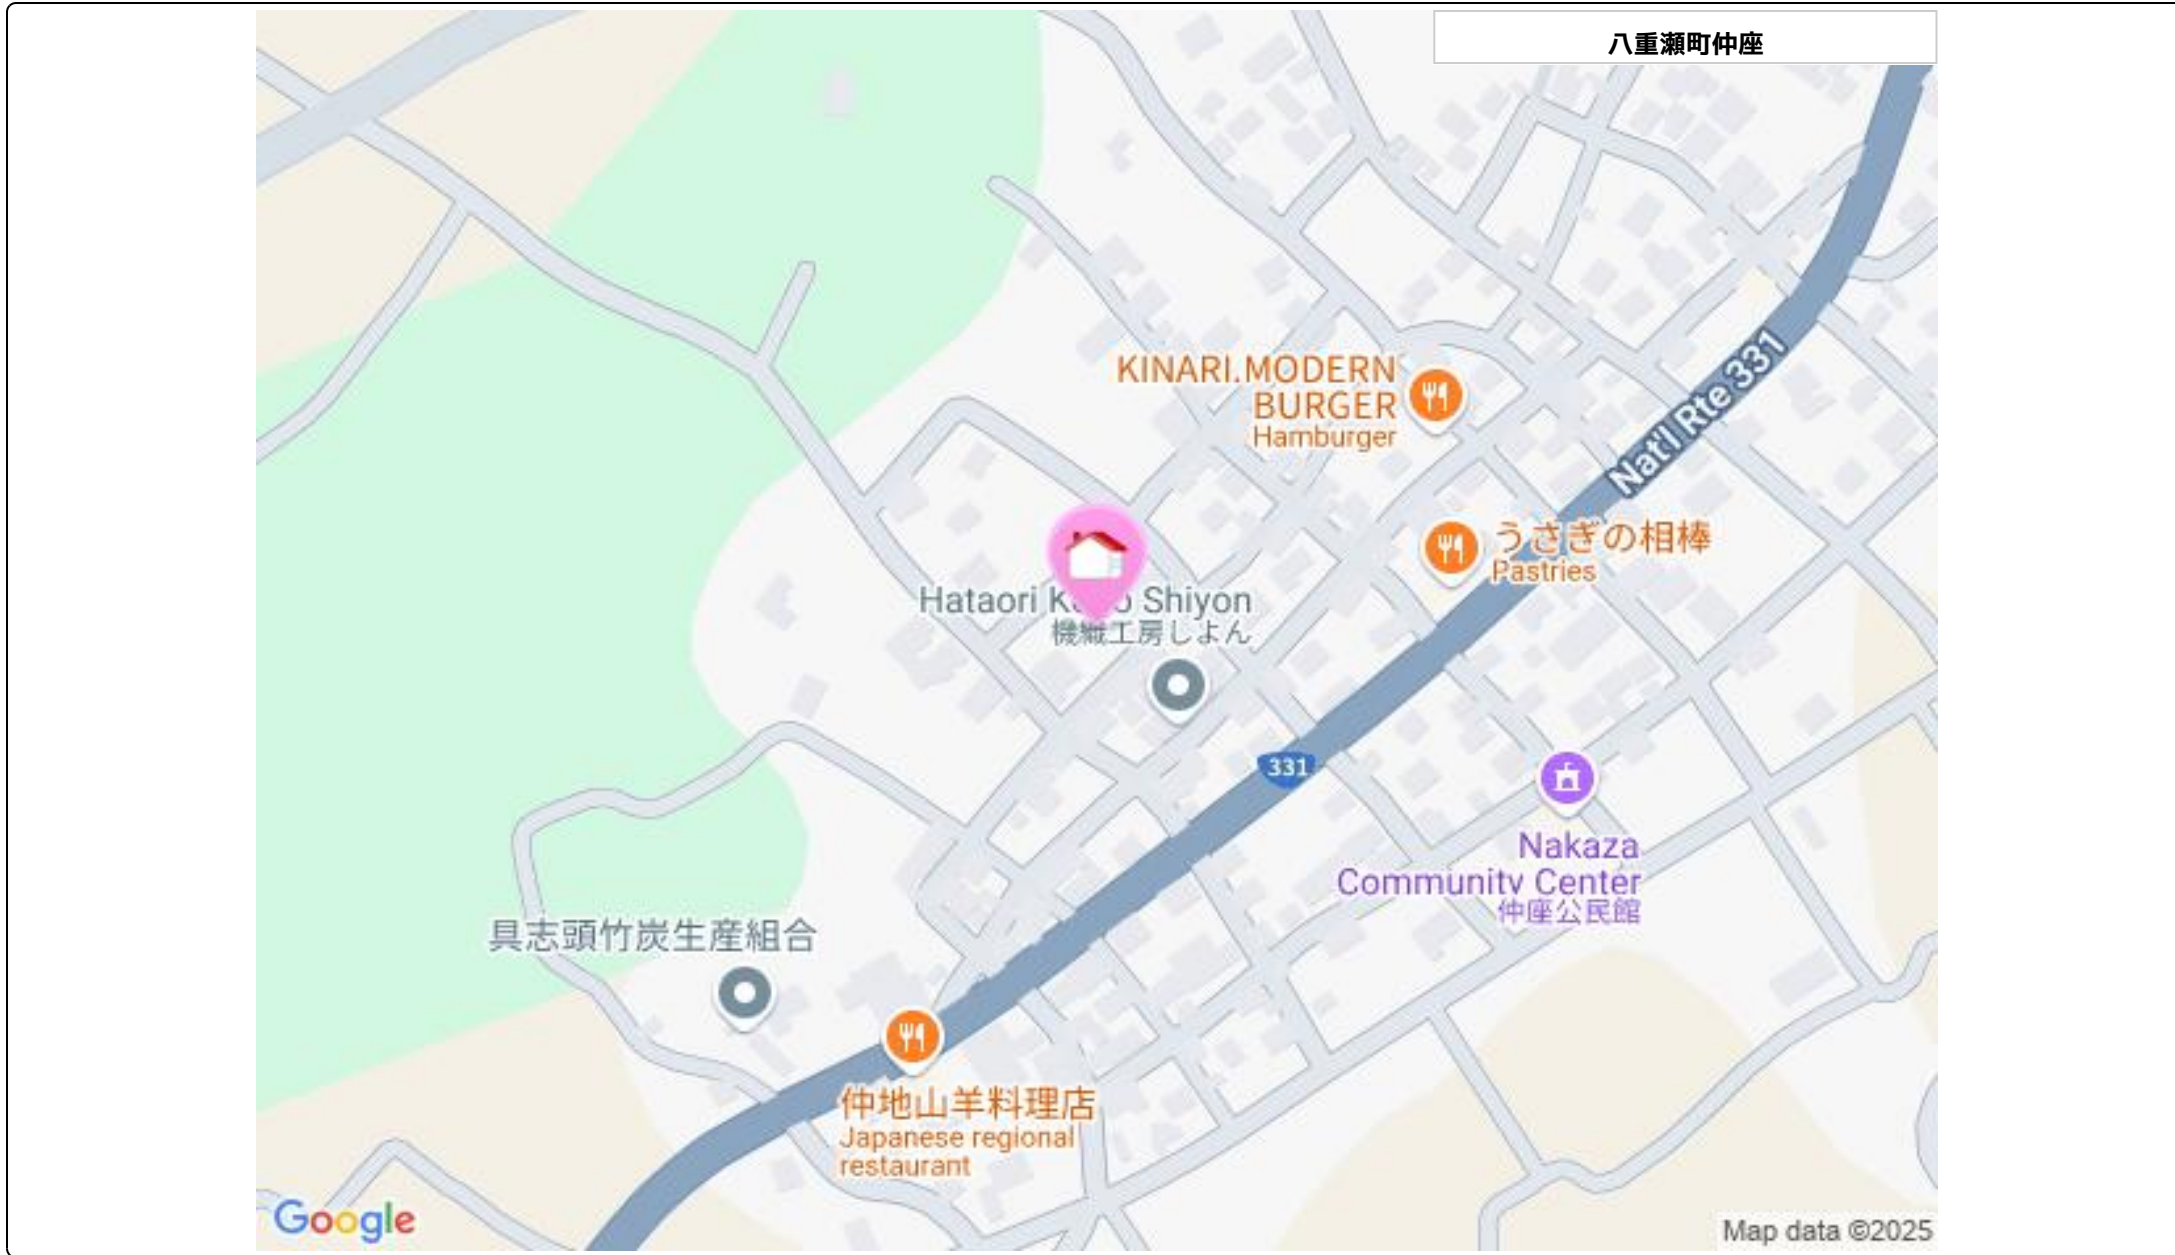 八重瀬町仲座
KINARI.MODERN
BURGER
Hamburger
Nat'l Rte 331
うさぎの相棒
Pastries
Hataori Shiyon
機織工房しよん
331
Nakaza
Community Center
仲座公民館
具志頭竹炭生産組合
仲地山羊料理店
Japanese regional
restaurant
Google
Map data ©2025